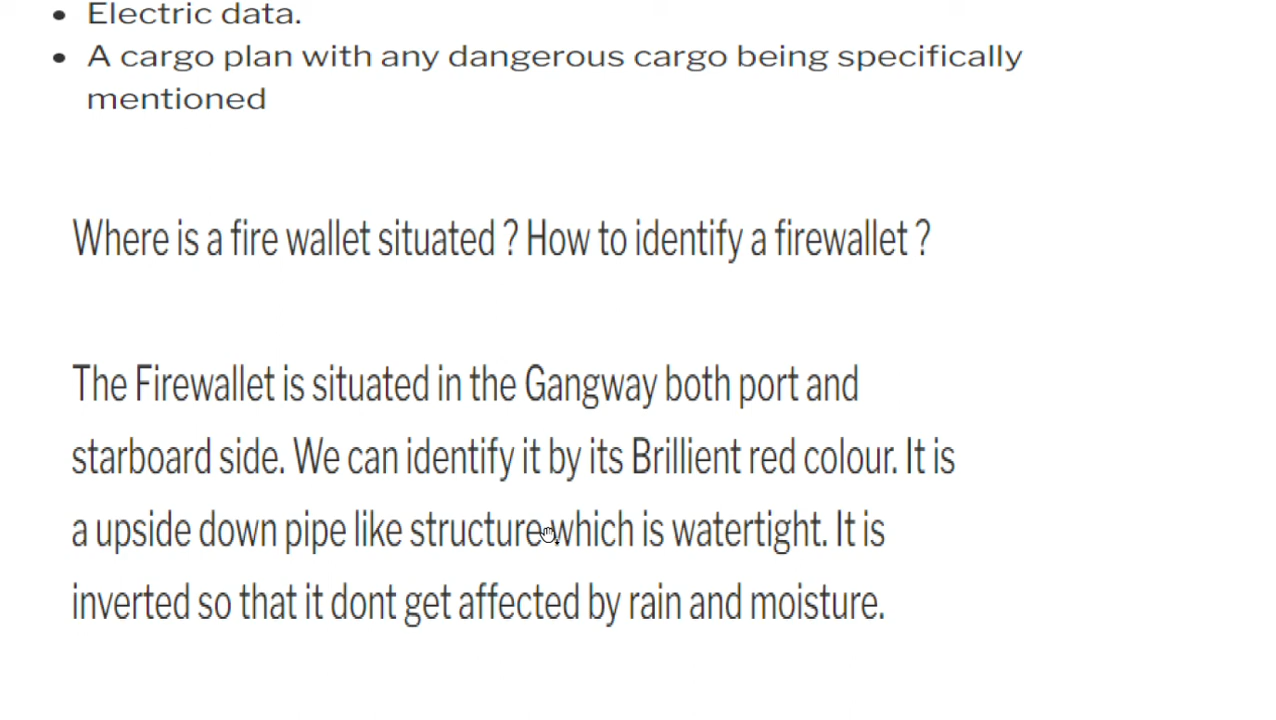 Electric data.
A cargo plan with any dangerous cargo being specifically
mentioned
Where is a fire wallet situated ? How to identify a firewallet ?
The Firewallet is situated in the Gangway both port and
starboard side. We can identify it by its Brillient red colour. It is
a upside down pipe like structure which is watertight. It is
inverted so that it dont get affected by rain and moisture.